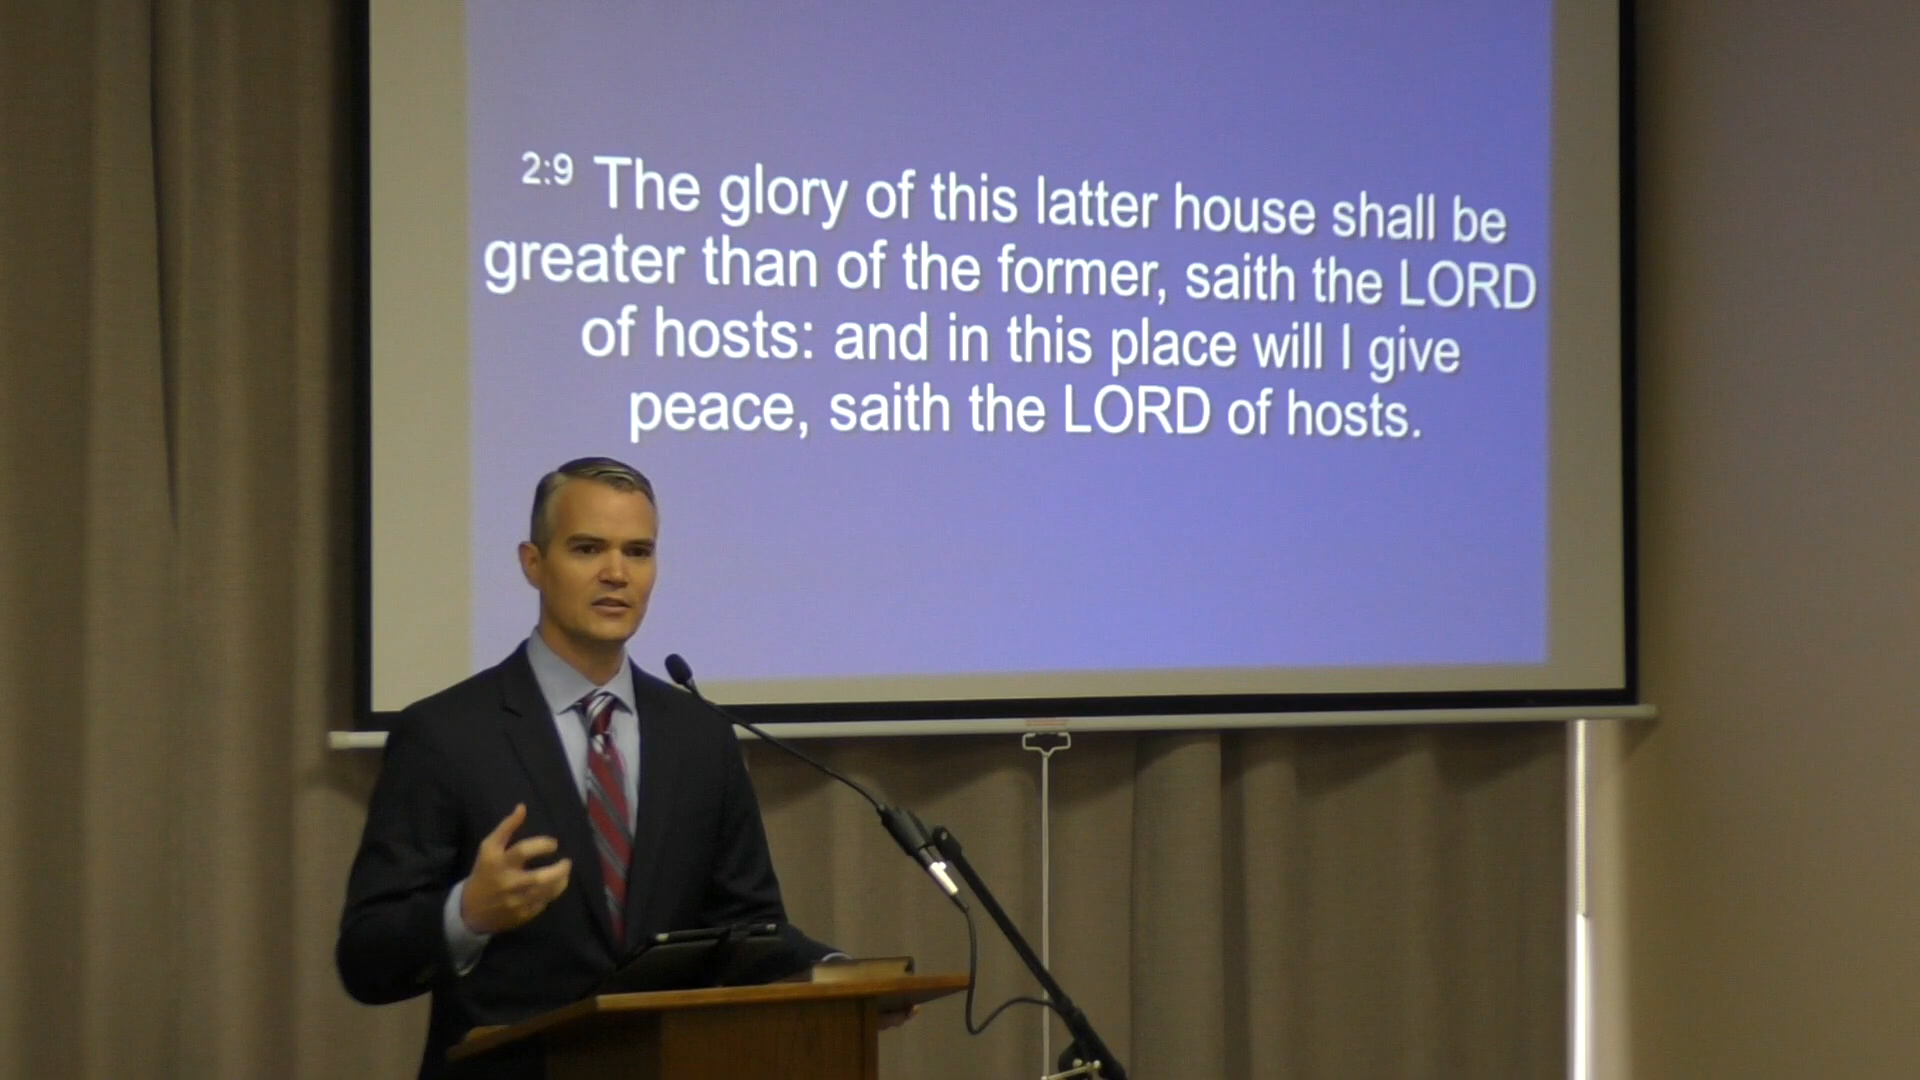 2:9 The glory of this latter house shall be
greater than of the former, saith the LORD
of hosts: and in this place will I give
peace, saith the LORD of hosts.